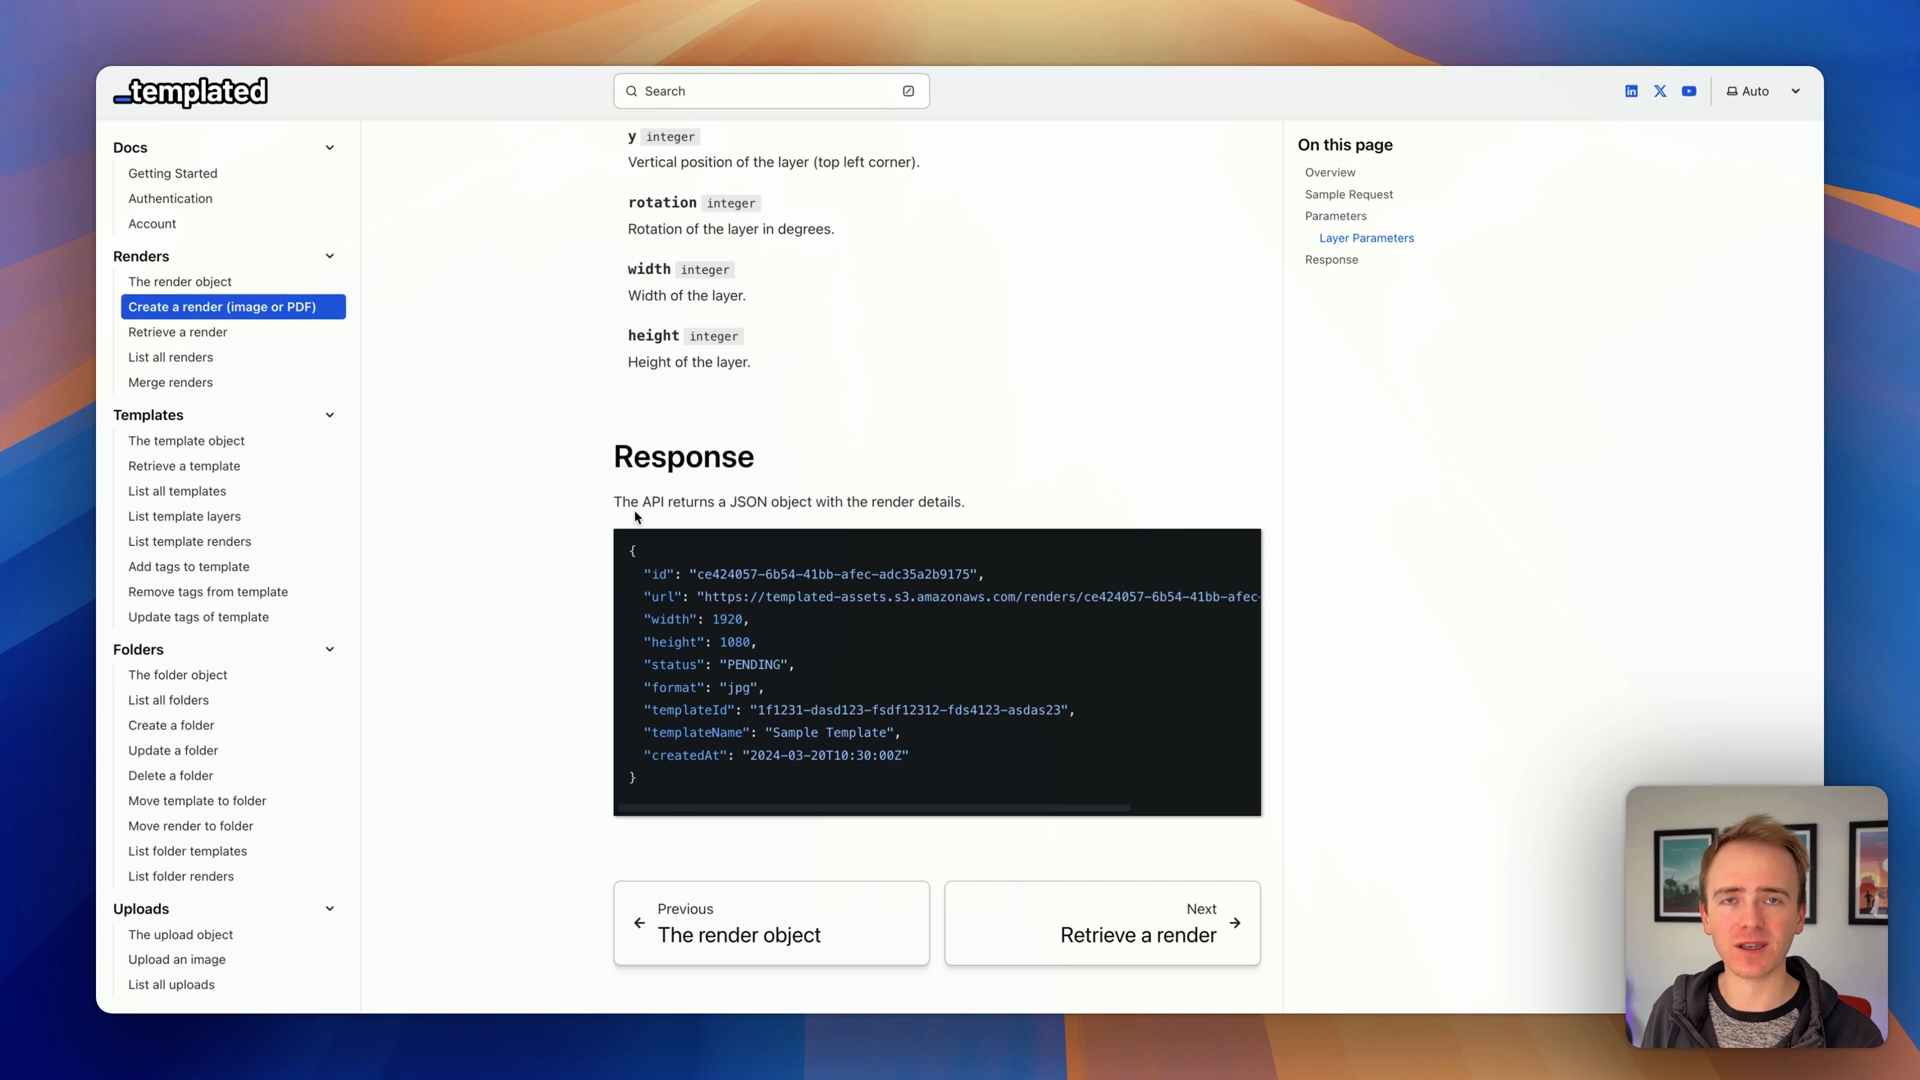 _templated
Search
Auto
Docs
Getting Started
Authentication
Account
Renders
The render object
Create a render (image or PDF)
Retrieve a render
List all renders
Merge renders
Templates
The template object
Retrieve a template
List all templates
List template layers
List template renders
Add tags to template
Remove tags from template
Update tags of template
Folders
The folder object
List all folders
Create a folder
Update a folder
Delete a folder
Move template to folder
Move render to folder
List folder templates
List folder renders
Uploads
The upload object
Upload an image
List all uploads
y integer
Vertical position of the layer (top left corner).
rotation integer
Rotation of the layer in degrees.
width integer
Width of the layer.
height integer
Height of the layer.
Response
The API returns a JSON object with the render details.
{
"id": "ce424057-6b54-41bb-afec-adc35a2b9175",
"url": "https://templated-assets.s3.amazonaws.com/renders/ce424057-6b54-41bb-afec-
"width": 1920,
"height": 1080,
"status": "PENDING",
"format": "jpg",
"templateId": "1f1231-dasd123-fsdf12312-fds4123-asdas23",
"templateName": "Sample Template",
"createdAt": "2024-03-20T10:30:00Z"
}
Previous
The render object
Next
Retrieve a render
On this page
Overview
Sample Request
Parameters
Layer Parameters
Response